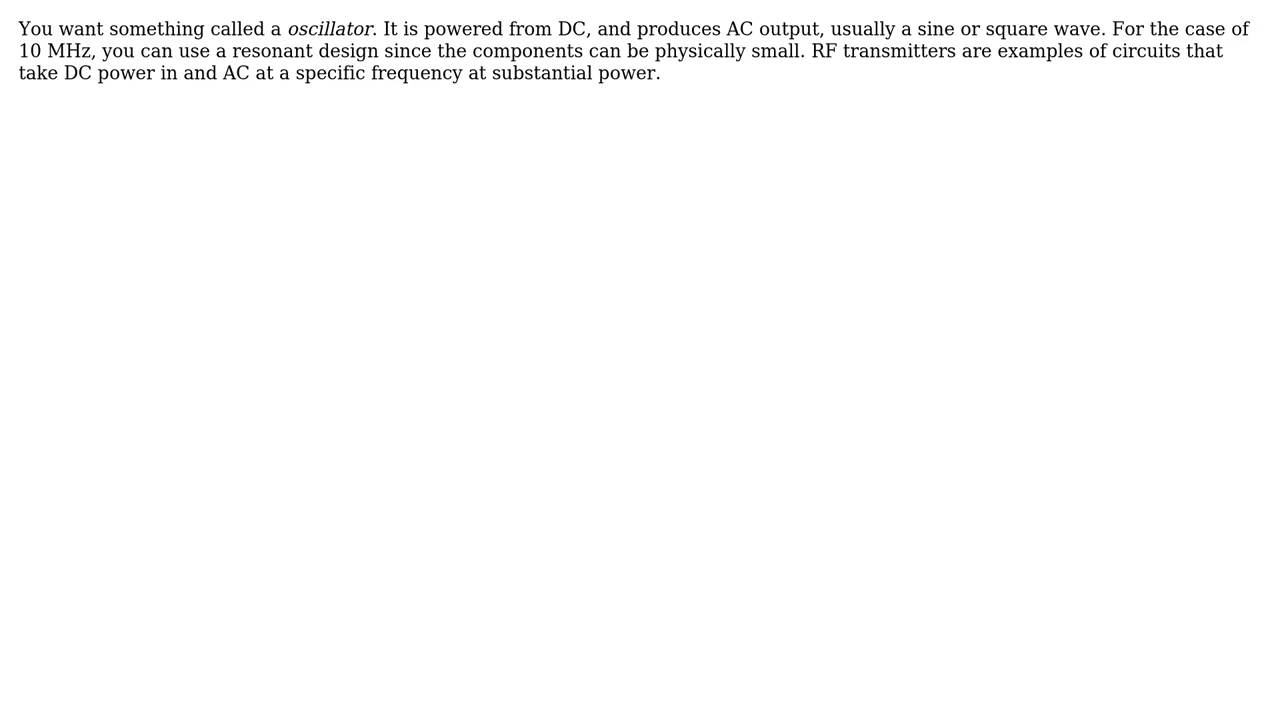 You want something called a oscillator. It is powered from DC, and produces AC output, usually a sine or square wave. For the case of
10 MHz, you can use a resonant design since the components can be physically small. RF transmitters are examples of circuits that
take DC power in and AC at a specific frequency at substantial power.